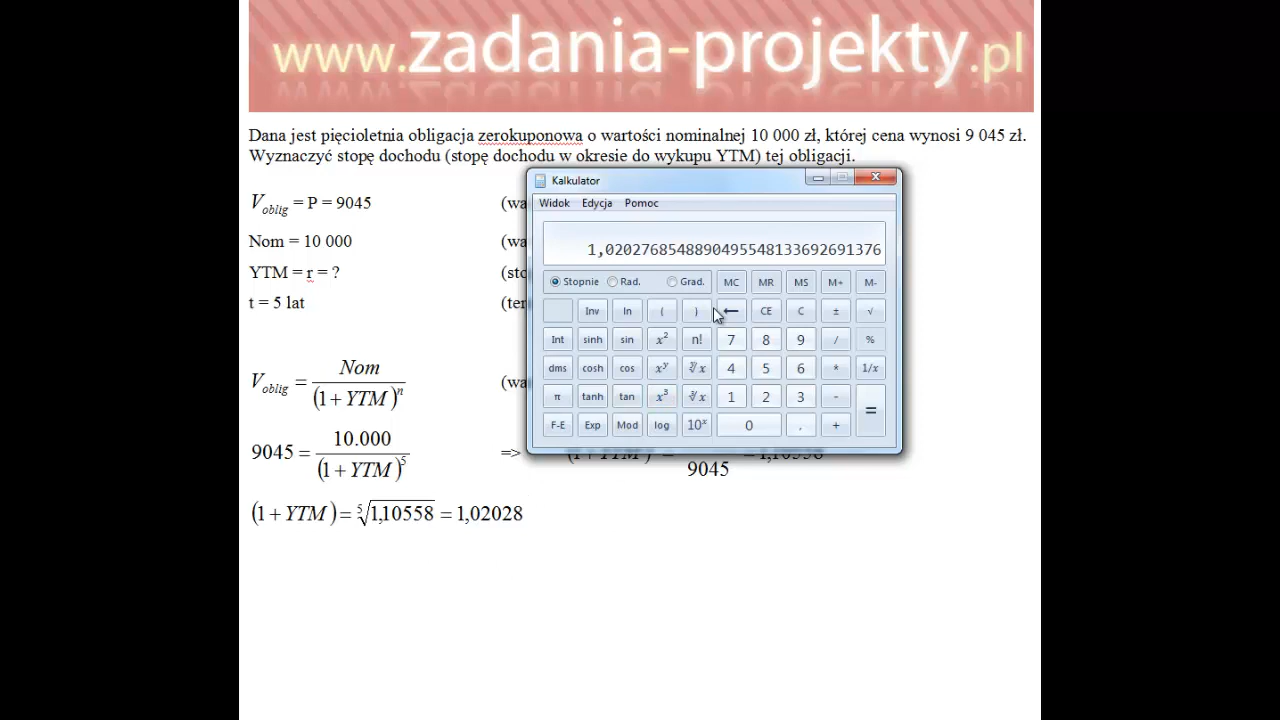 www.zadania-projekty.pl
Dana jest pięcioletnia obligacja zerokuponowa o wartości nominalnej 10 000 zł, której cena wynosi 9 045 zł.
Wyznaczyć stopę dochodu (stopę dochodu w okresie do wykupu YTM) tej obligacji.
V_oblig = P = 9045
Nom = 10 000
YTM = r = ?
t = 5 lat
V_oblig = Nom / (1 + YTM)^n
9045 = 10.000 / (1 + YTM)^5 =>
9045
(1 + YTM) = ⁵√1,10558 = 1,02028
Kalkulator
Widok Edycja Pomoc
1,0202768548890495548133692691376
Stopnie Rad. Grad. MC MR MS M+ M-
Inv ln ( ) ← CE C ± √
Int sinh sin x² n! 7 8 9 / %
dms cosh cos xʸ ʸ√x 4 5 6 * 1/x
π tanh tan x³ ³√x 1 2 3 - =
F-E Exp Mod log 10ˣ 0 , +